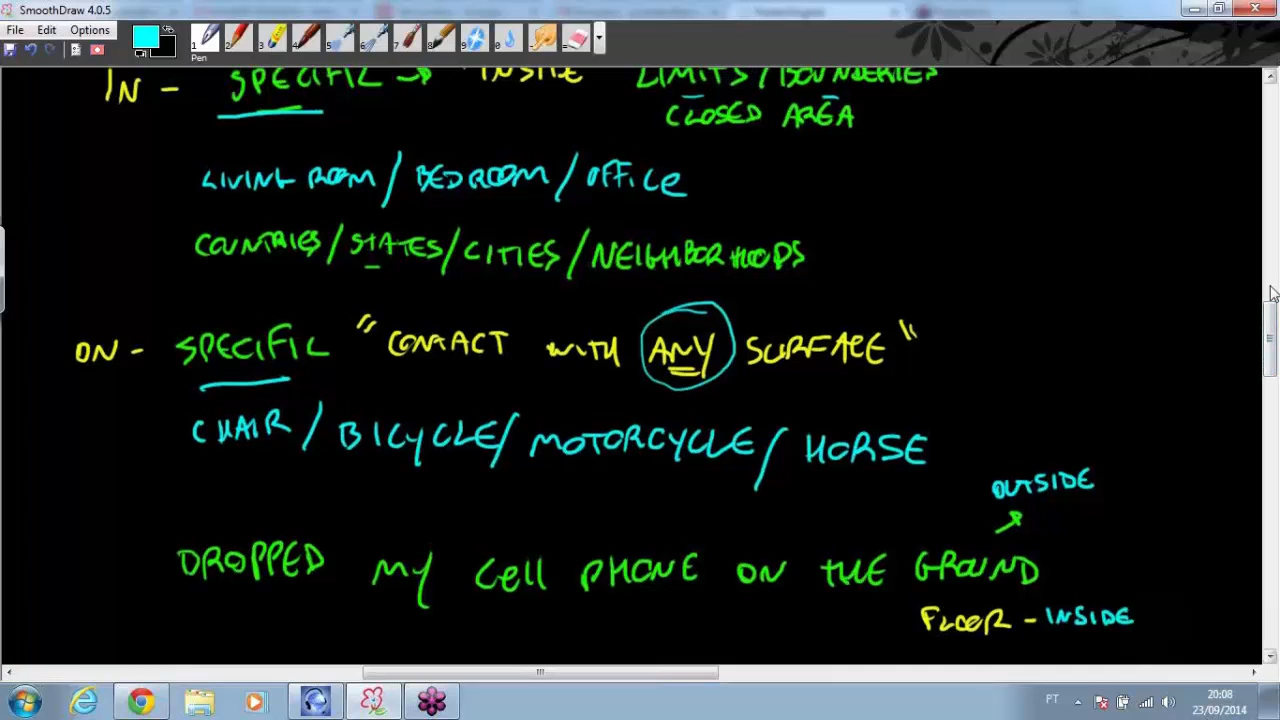 SmoothDraw 4.0.5
File Edit Options
Pen
IN - SPECIFIC → "INSIDE LIMITS/BOUNDERIES
CLOSED AREA
LIVING ROOM / BEDROOM / OFFICE
COUNTRIES / STATES / CITIES / NEIGHBORHOODS
ON - SPECIFIC "CONTACT WITH ANY SURFACE"
CHAIR / BICYCLE / MOTORCYCLE / HORSE
OUTSIDE
DROPPED MY CELL PHONE ON THE GROUND
FLOOR - INSIDE
PT 20:08
23/09/2014